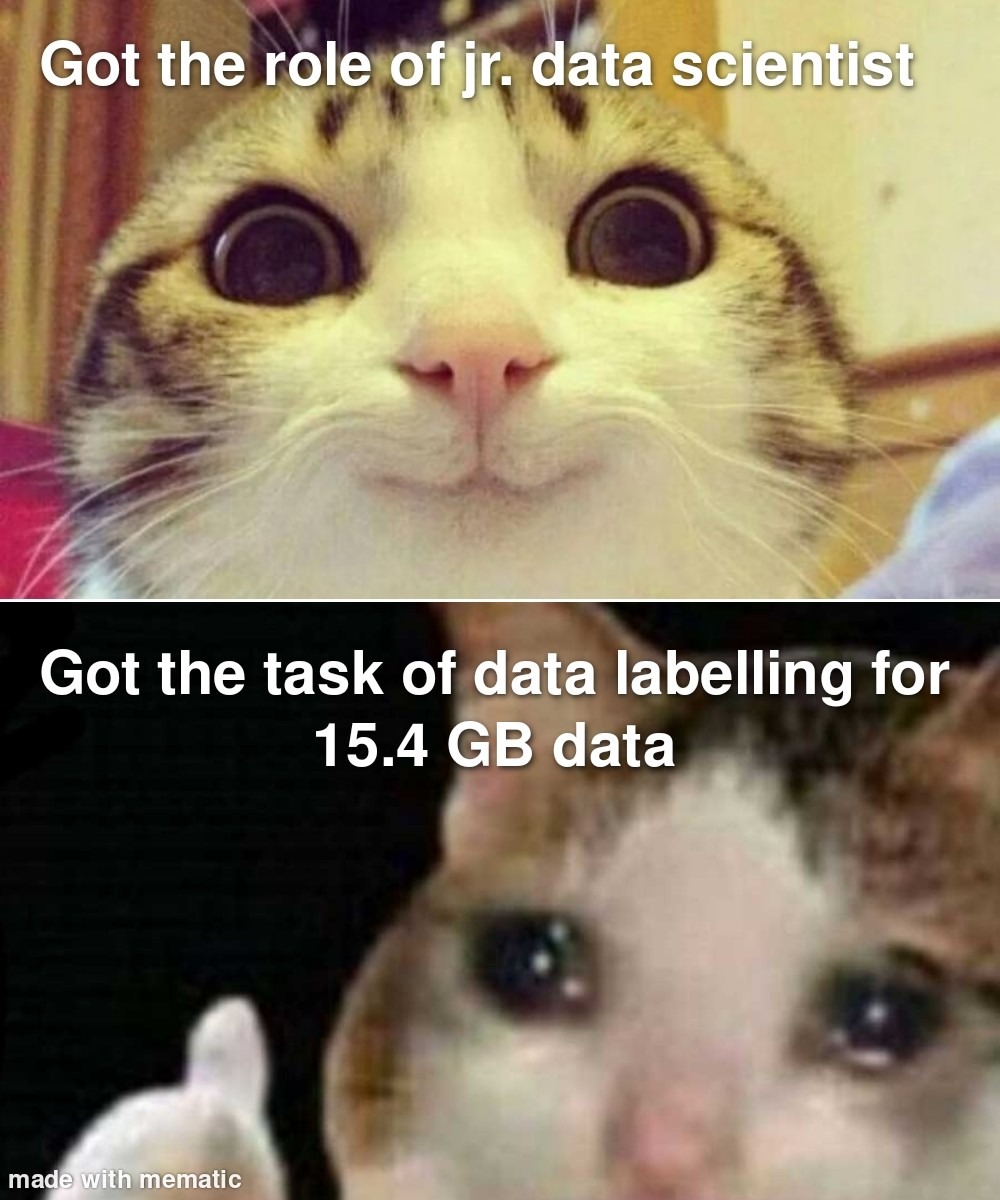 Got the role of jr. data scientist
Got the task of data labelling for
15.4 GB data
made with mematic